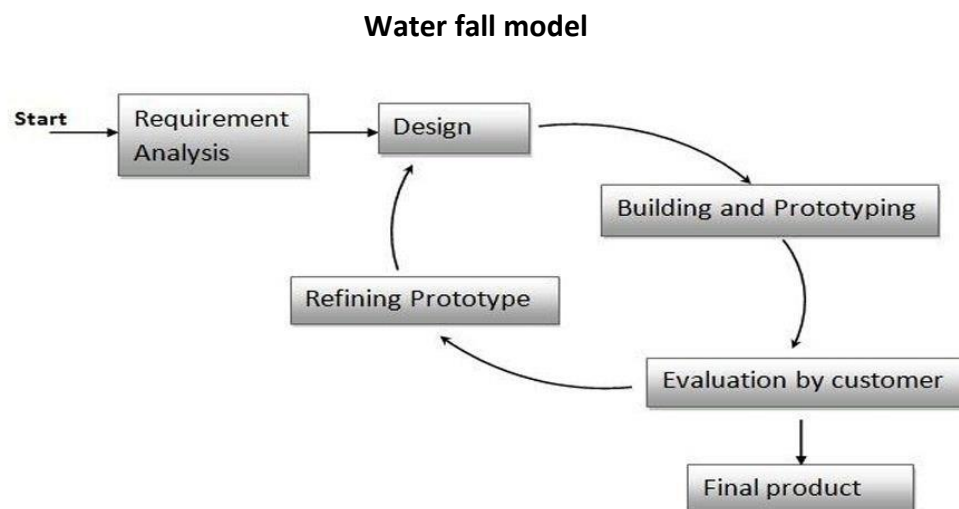 Water fall model
Start
Requirement
Analysis
Design
Building and Prototyping
Refining Prototype
Evaluation by customer
Final product